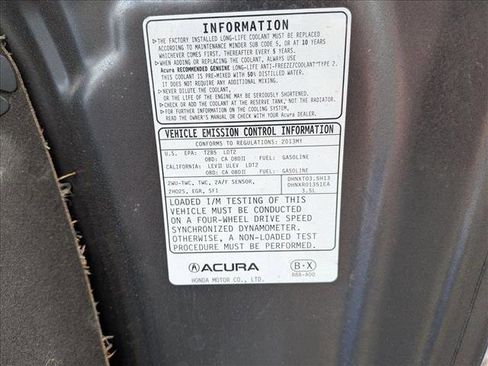 INFORMATION
▷THE FACTORY INSTALLED LONG-LIFE COOLANT MUST BE REPLACED
ACCORDING TO MAINTENANCE MINDER SUB CODE 5, OR AT 10 YEARS
WHICHEVER COMES FIRST, THEREAFTER EVERY 5 YEARS.
▷WHEN ADDING OR REPLACING THE COOLANT, ALWAYS USE
Acura RECOMMENDED GENUINE LONG-LIFE ANTI-FREEZE/COOLANT TYPE 2.
THIS COOLANT IS PRE-MIXED WITH 50% DISTILLED WATER.
IT DOES NOT REQUIRE ANY ADDITIONAL MIXING.
▷NEVER DILUTE THE COOLANT,
OR THE LIFE OF THE ENGINE MAY BE SERIOUSLY SHORTENED.
▷CHECK OR ADD THE COOLANT AT THE RESERVE TANK, NOT THE RADIATOR.
▷FOR FURTHER INFORMATION ON THE COOLING SYSTEM,
READ THE OWNER'S MANUAL OR CHECK WITH YOUR Acura DEALER.
VEHICLE EMISSION CONTROL INFORMATION
CONFORMS TO REGULATIONS: 2013MY
U.S. EPA: T2B5 LDT2
OBD: CA OBDII FUEL: GASOLINE
CALIFORNIA: LEVII ULEV LDT2
OBD: CA OBDII FUEL: GASOLINE
2WU-TWC, TWC, 2A/F SENSOR,
2HO2S, EGR, SFI
DHNXT03.5H13
DHNXR0135IEA
3.5L
LOADED I/M TESTING OF THIS
VEHICLE MUST BE CONDUCTED
ON A FOUR-WHEEL DRIVE SPEED
SYNCHRONIZED DYNAMOMETER.
OTHERWISE, A NON-LOADED TEST
PROCEDURE MUST BE PERFORMED.
ACURA
HONDA MOTOR CO., LTD.
B-X
R8A-A00